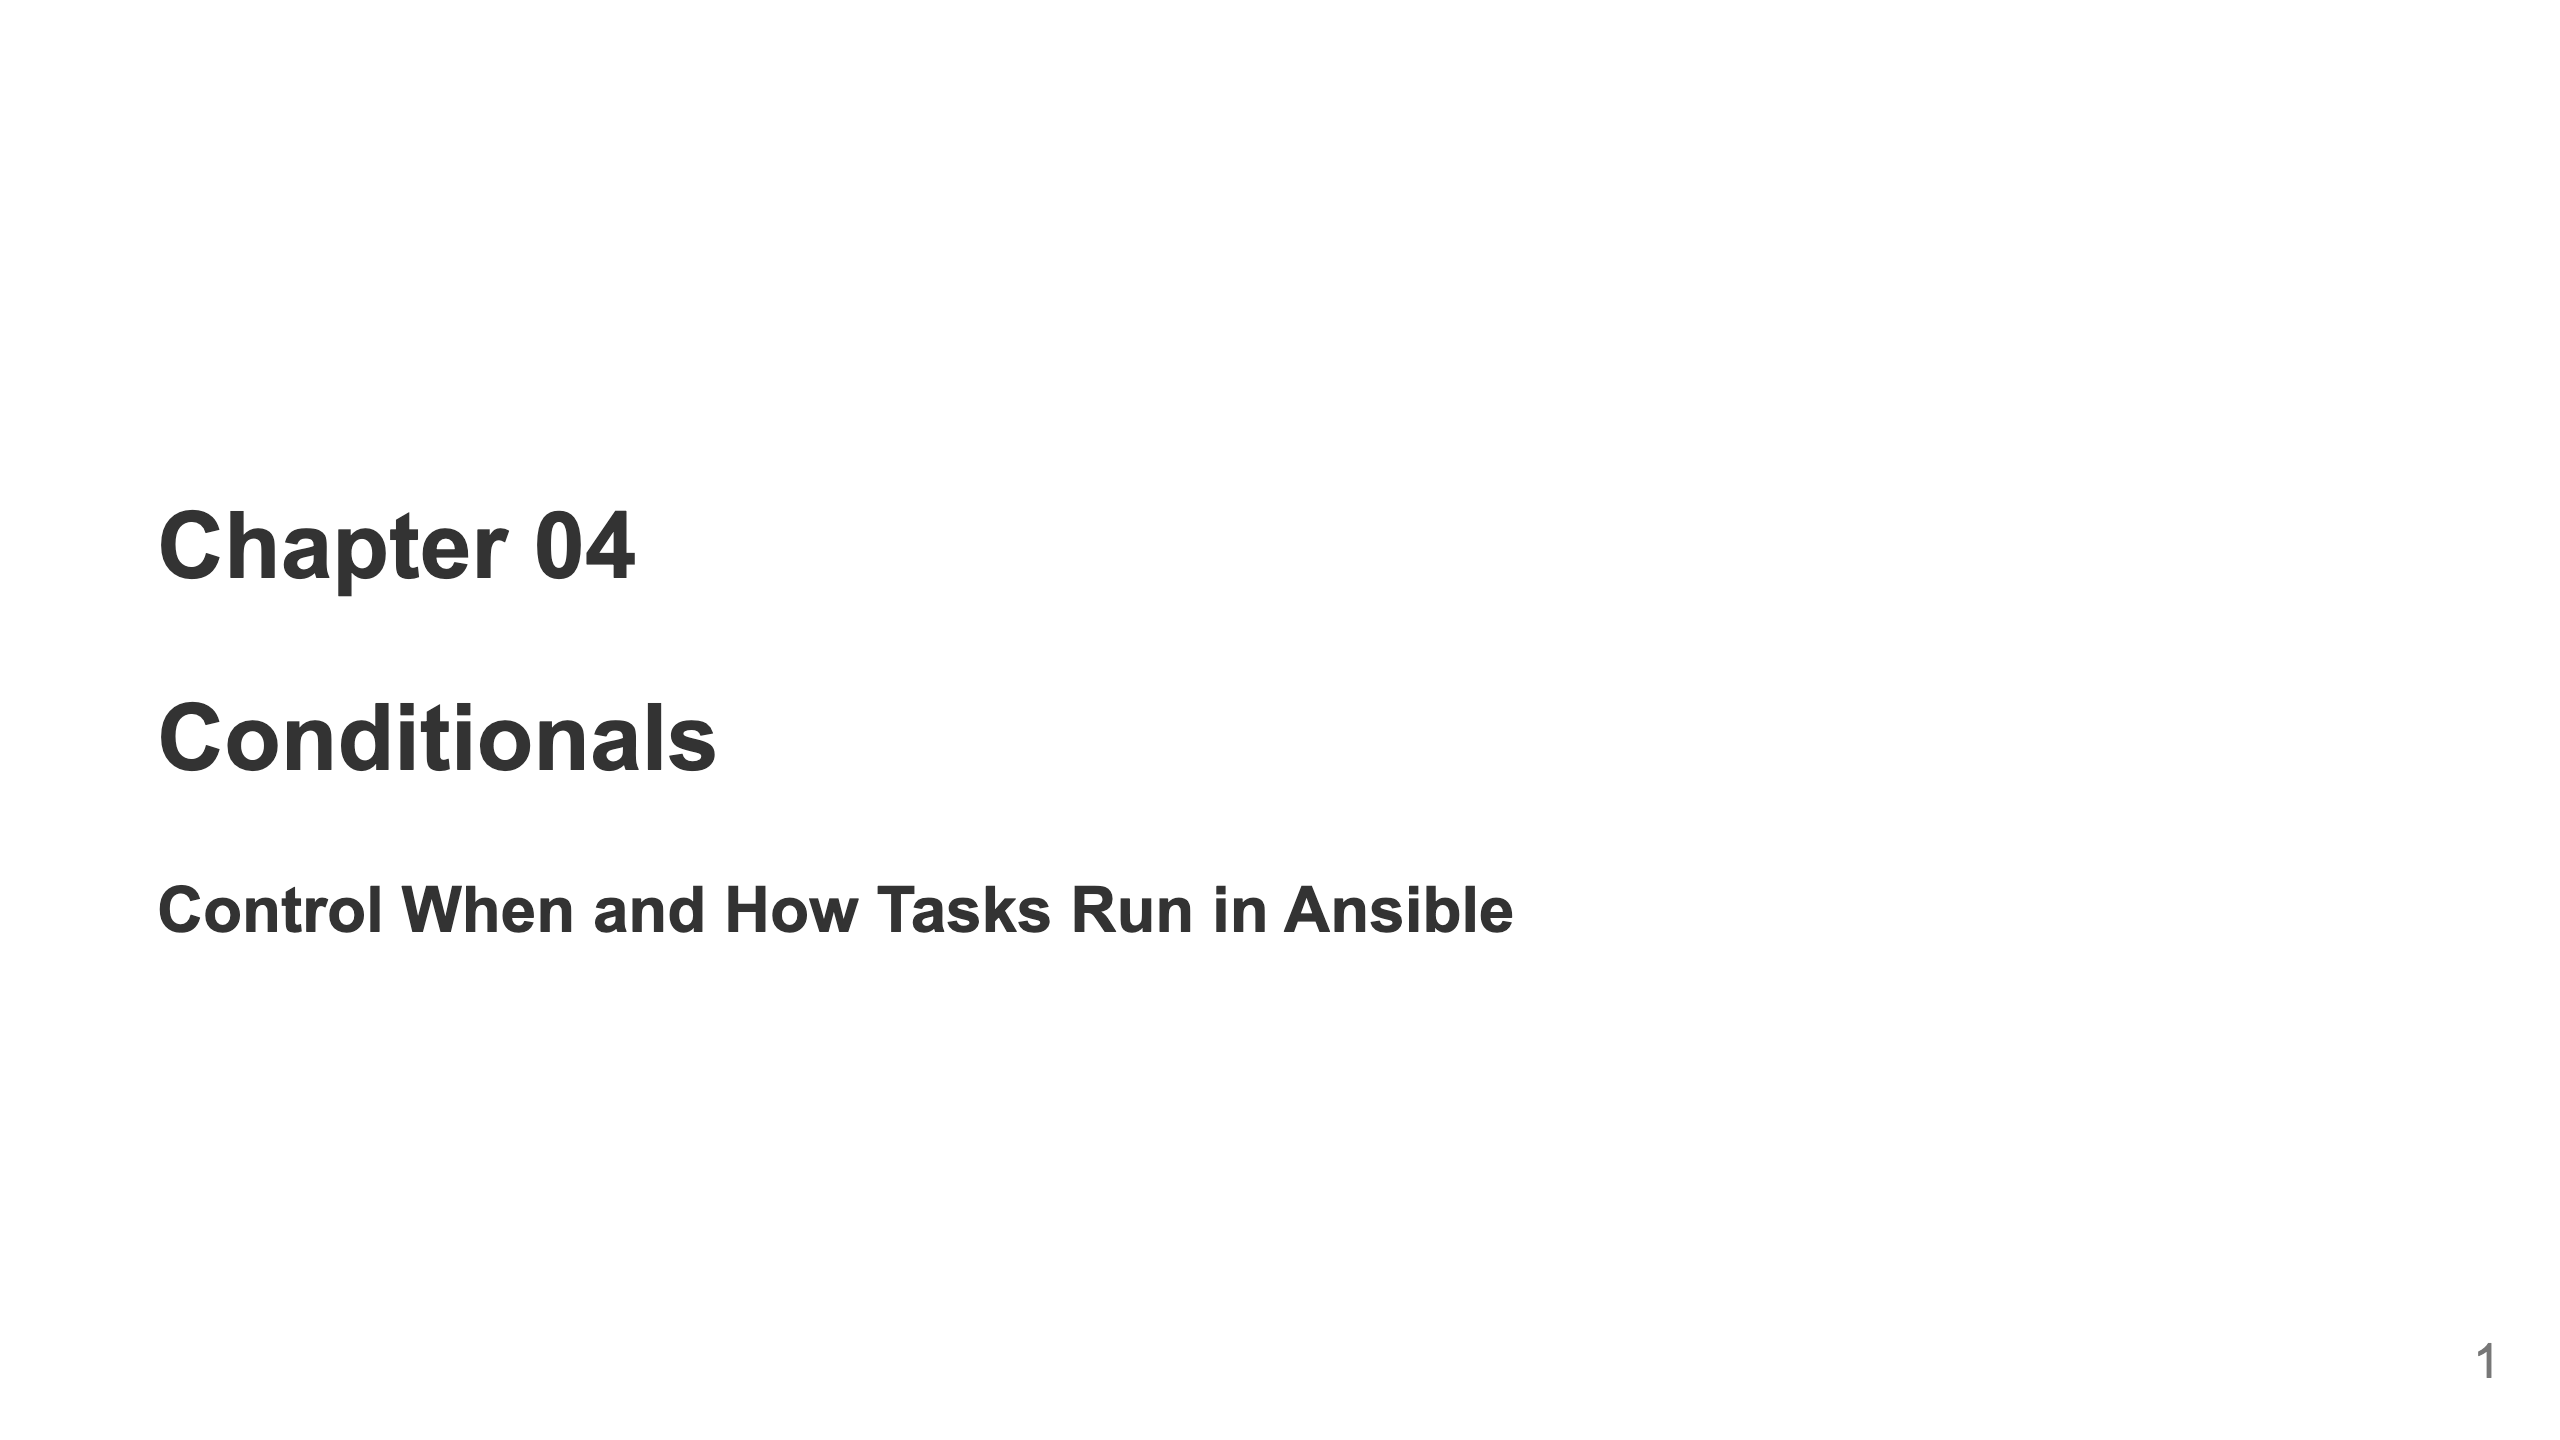 Chapter 04
Conditionals
Control When and How Tasks Run in Ansible
1